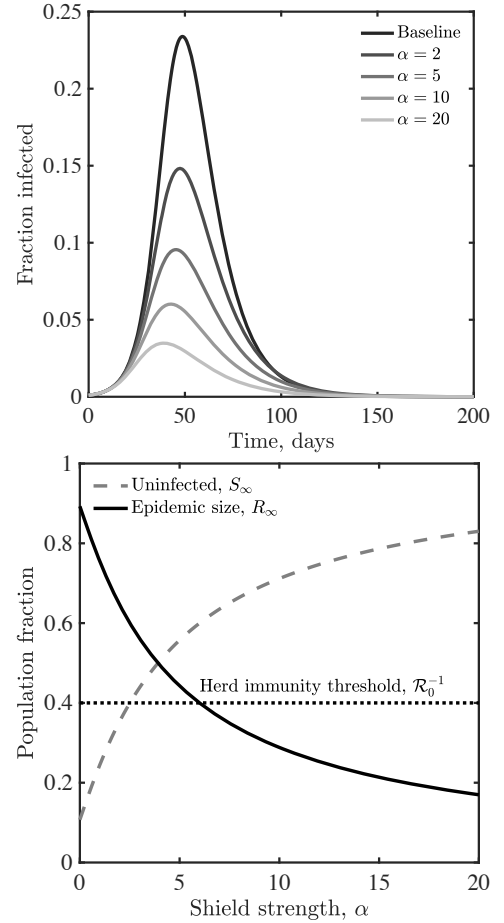 0.25
0.2
0.15
0.1
0.05
0
Fraction infected
Baseline
α = 2
α = 5
α = 10
α = 20
0 50 100 150 200
Time, days
1
0.8
0.6
0.4
0.2
0
Population fraction
Uninfected, S∞
Epidemic size, R∞
Herd immunity threshold, ℛ₀⁻¹
0 5 10 15 20
Shield strength, α